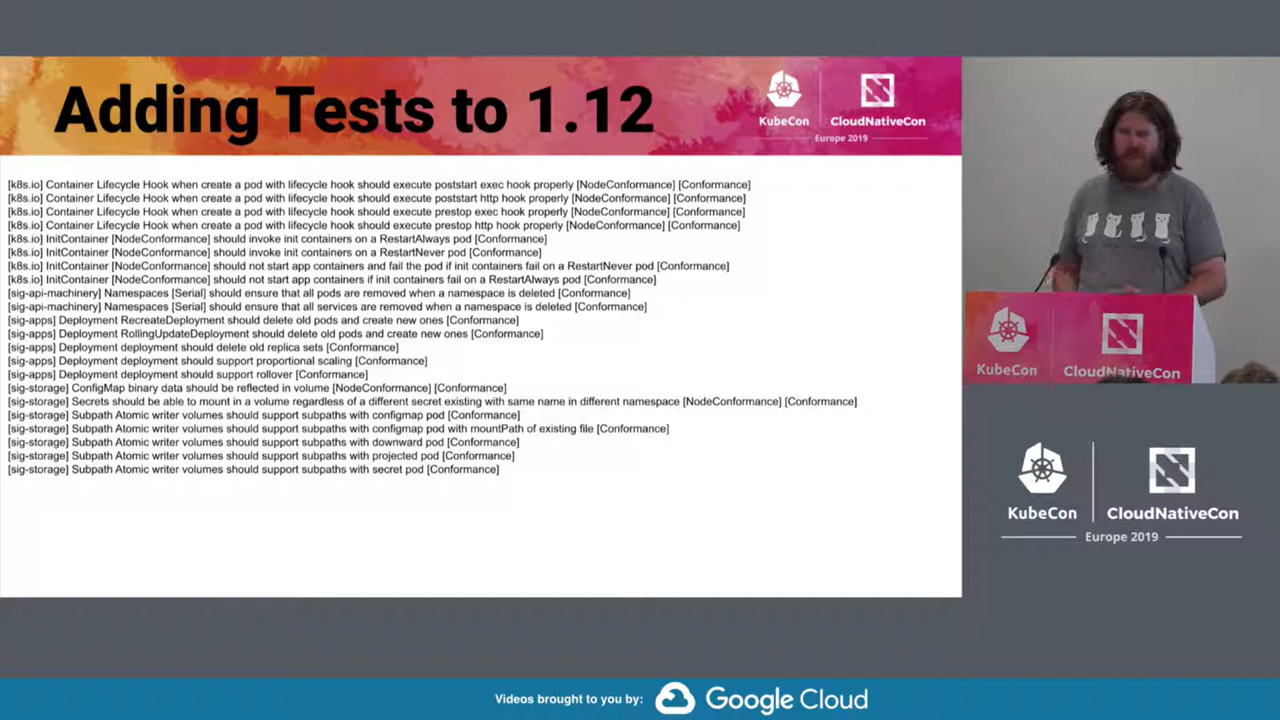 Adding Tests to 1.12
KubeCon
CloudNativeCon
Europe 2019
[k8s.io] Container Lifecycle Hook when create a pod with lifecycle hook should execute poststart exec hook properly [NodeConformance] [Conformance]
[k8s.io] Container Lifecycle Hook when create a pod with lifecycle hook should execute poststart http hook properly [NodeConformance] [Conformance]
[k8s.io] Container Lifecycle Hook when create a pod with lifecycle hook should execute prestop exec hook properly [NodeConformance] [Conformance]
[k8s.io] Container Lifecycle Hook when create a pod with lifecycle hook should execute prestop http hook properly [NodeConformance] [Conformance]
[k8s.io] InitContainer [NodeConformance] should invoke init containers on a RestartAlways pod [Conformance]
[k8s.io] InitContainer [NodeConformance] should invoke init containers on a RestartNever pod [Conformance]
[k8s.io] InitContainer [NodeConformance] should not start app containers and fail the pod if init containers fail on a RestartNever pod [Conformance]
[k8s.io] InitContainer [NodeConformance] should not start app containers if init containers fail on a RestartAlways pod [Conformance]
[sig-api-machinery] Namespaces [Serial] should ensure that all pods are removed when a namespace is deleted [Conformance]
[sig-api-machinery] Namespaces [Serial] should ensure that all services are removed when a namespace is deleted [Conformance]
[sig-apps] Deployment RecreateDeployment should delete old pods and create new ones [Conformance]
[sig-apps] Deployment RollingUpdateDeployment should delete old pods and create new ones [Conformance]
[sig-apps] Deployment deployment should delete old replica sets [Conformance]
[sig-apps] Deployment deployment should support proportional scaling [Conformance]
[sig-apps] Deployment deployment should support rollover [Conformance]
[sig-storage] ConfigMap binary data should be reflected in volume [NodeConformance] [Conformance]
[sig-storage] Secrets should be able to mount in a volume regardless of a different secret existing with same name in different namespace [NodeConformance] [Conformance]
[sig-storage] Subpath Atomic writer volumes should support subpaths with configmap pod [Conformance]
[sig-storage] Subpath Atomic writer volumes should support subpaths with configmap pod with mountPath of existing file [Conformance]
[sig-storage] Subpath Atomic writer volumes should support subpaths with downward pod [Conformance]
[sig-storage] Subpath Atomic writer volumes should support subpaths with projected pod [Conformance]
[sig-storage] Subpath Atomic writer volumes should support subpaths with secret pod [Conformance]
KubeCon
CloudNativeCon
KubeCon
CloudNativeCon
Europe 2019
Videos brought to you by:
Google Cloud